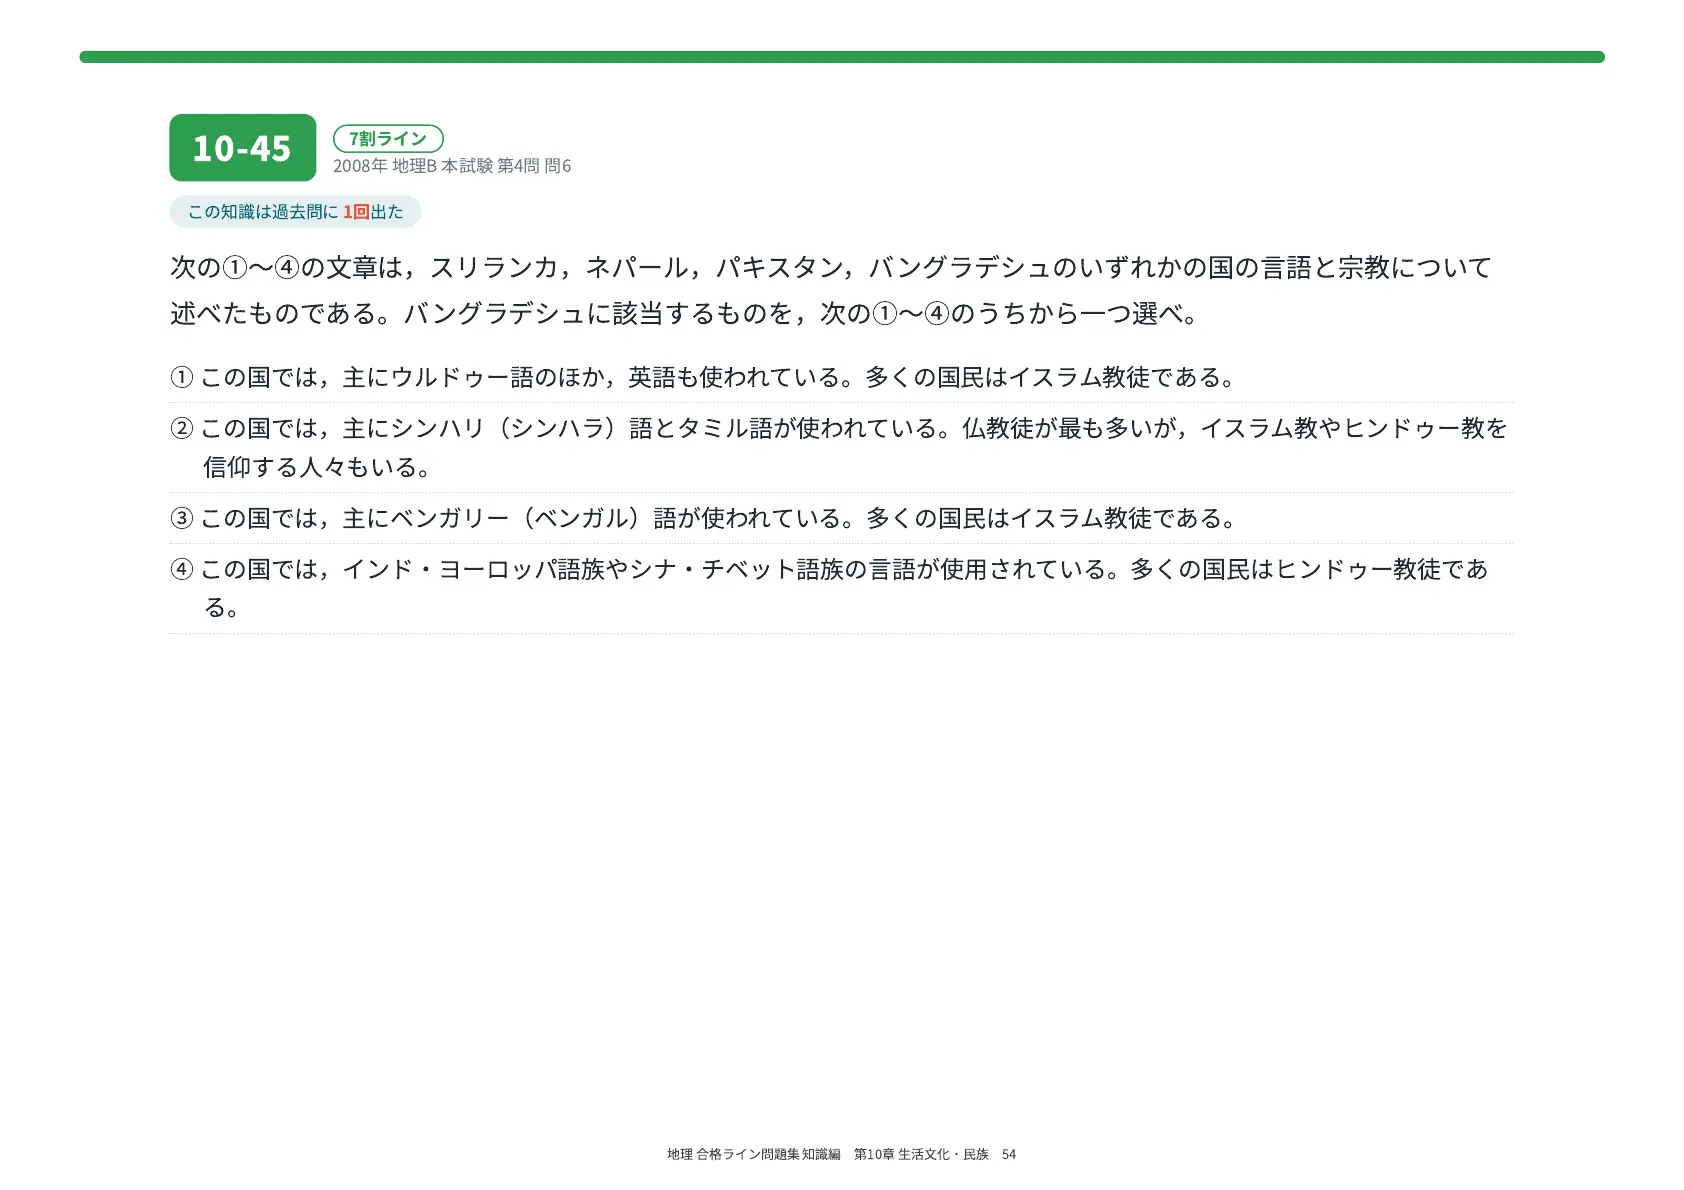 10-45
7割ライン
2008年 地理B 本試験 第4問 問6
この知識は過去問に 1回出た
次の①〜④の文章は，スリランカ，ネパール，パキスタン，バングラデシュのいずれかの国の言語と宗教について
述べたものである。バングラデシュに該当するものを，次の①〜④のうちから一つ選べ。
① この国では，主にウルドゥー語のほか，英語も使われている。多くの国民はイスラム教徒である。
② この国では，主にシンハリ（シンハラ）語とタミル語が使われている。仏教徒が最も多いが，イスラム教やヒンドゥー教を
信仰する人々もいる。
③ この国では，主にベンガリー（ベンガル）語が使われている。多くの国民はイスラム教徒である。
④ この国では，インド・ヨーロッパ語族やシナ・チベット語族の言語が使用されている。多くの国民はヒンドゥー教徒であ
る。
地理 合格ライン問題集 知識編　第10章 生活文化・民族　54